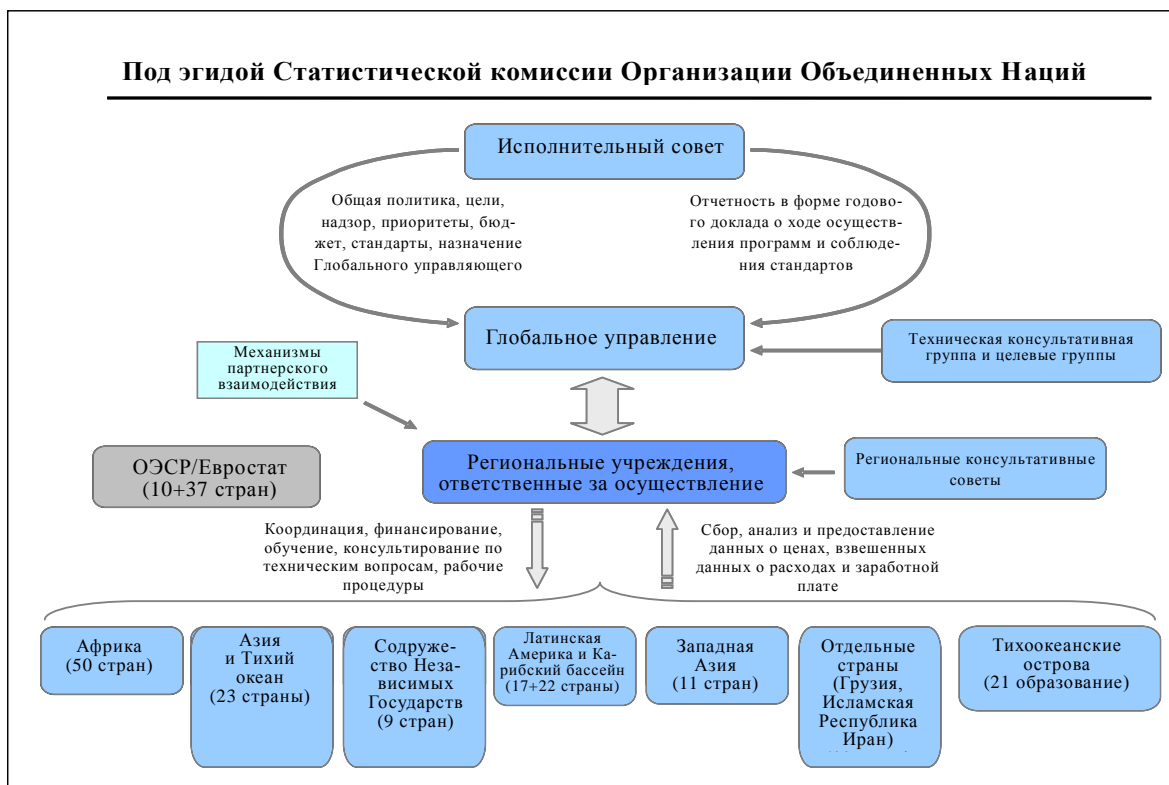 Под эгидой Статистической комиссии Организации Объединенных Наций
Исполнительный совет
Общая политика, цели,
надзор, приоритеты, бюд-
жет, стандарты, назначение
Глобального управляющего
Отчетность в форме годово-
го доклада о ходе осуществ-
ления программ и соблюде-
ния стандартов
Глобальное управление
Техническая консультативная
группа и целевые группы
Механизмы
партнерского
взаимодействия
ОЭСР/Евростат
(10+37 стран)
Региональные учреждения,
ответственные за осуществление
Региональные консультативные
советы
Координация, финансирование,
обучение, консультирование по
техническим вопросам, рабочие
процедуры
Сбор, анализ и предоставление
данных о ценах, взвешенных
данных о расходах и заработной
плате
Африка
(50 стран)
Азия
и Тихий
океан
(23 страны)
Содруже-
ство Неза-
висимых
Государств
(9 стран)
Латинская
Америка и Ка-
рибский бассейн
(17+22 страны)
Западная
Азия
(11 стран)
Отдельные
страны
(Грузия,
Исламская
Республика
Иран)
Тихоокеанские
острова
(21 образование)